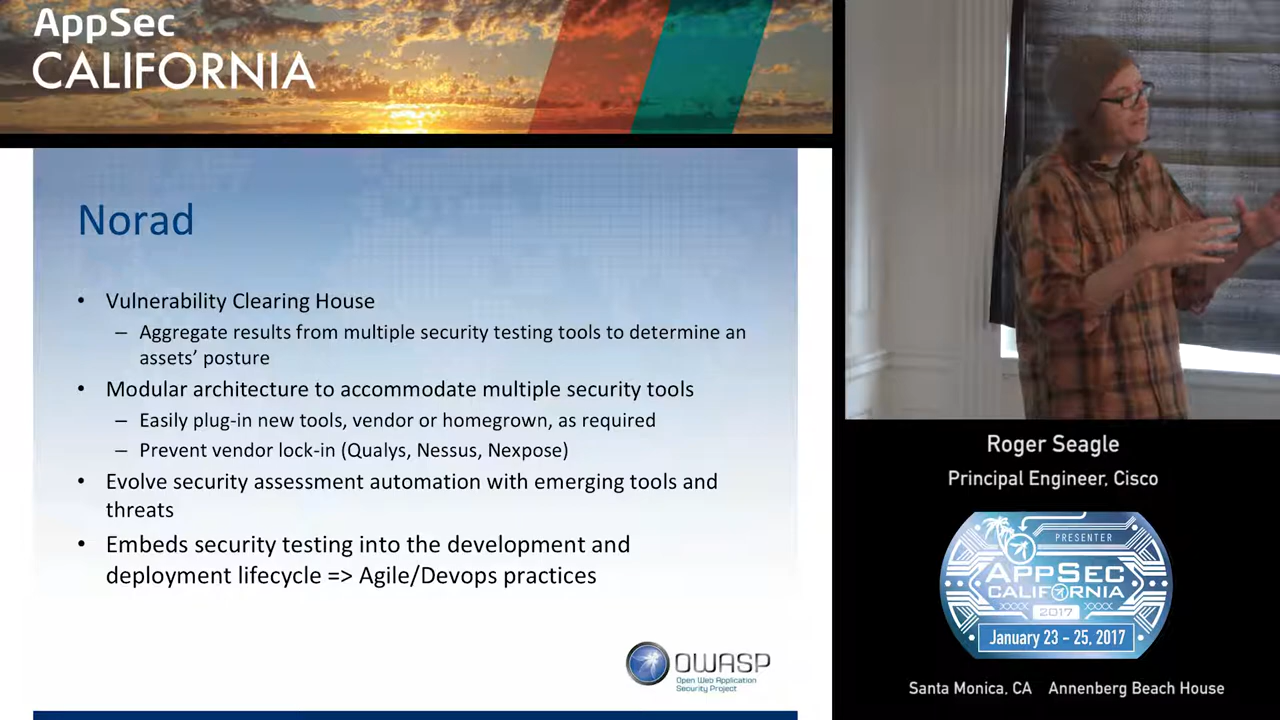 AppSec
CALIFORNIA
Norad
• Vulnerability Clearing House
– Aggregate results from multiple security testing tools to determine an
assets’ posture
• Modular architecture to accommodate multiple security tools
– Easily plug-in new tools, vendor or homegrown, as required
– Prevent vendor lock-in (Qualys, Nessus, Nexpose)
• Evolve security assessment automation with emerging tools and
threats
• Embeds security testing into the development and
deployment lifecycle => Agile/Devops practices
OWASP
Open Web Application
Security Project
Roger Seagle
Principal Engineer, Cisco
PRESENTER
APPSEC
CALIFORNIA
2017
January 23 - 25, 2017
Santa Monica, CA Annenberg Beach House